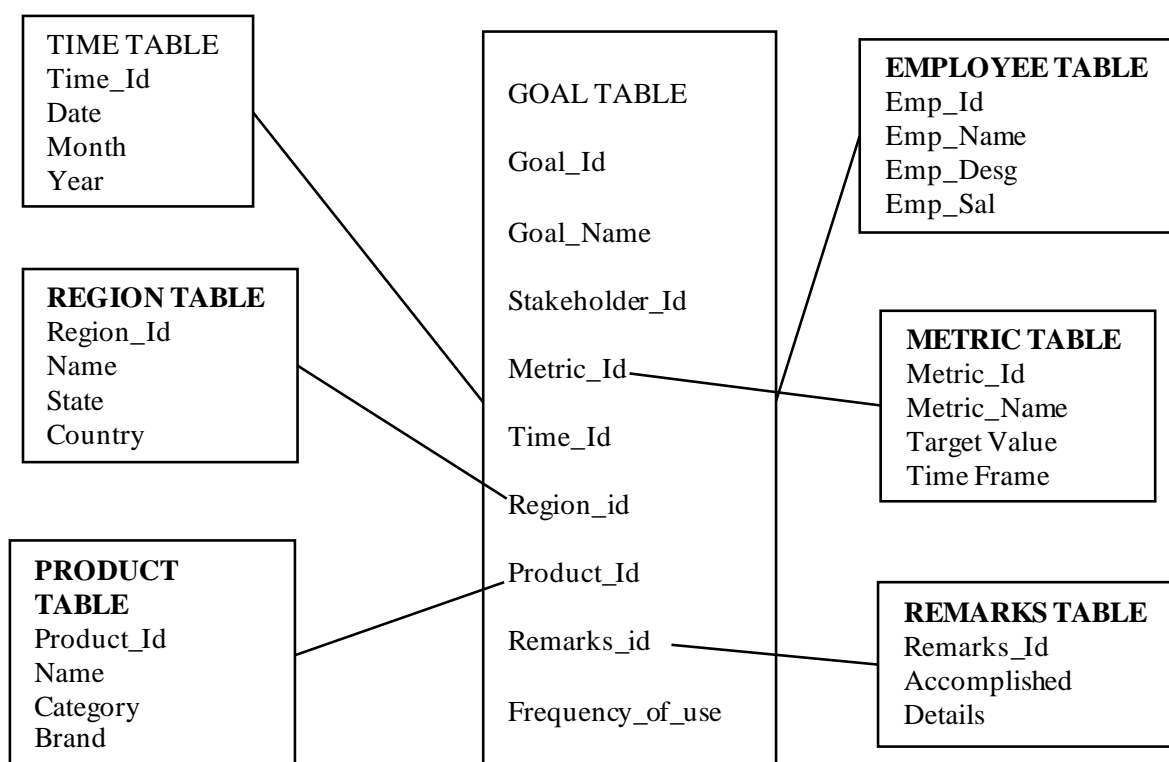 TIME TABLE
Time_Id
Date
Month
Year
REGION TABLE
Region_Id
Name
State
Country
PRODUCT
TABLE
Product_Id
Name
Category
Brand
GOAL TABLE
Goal_Id
Goal_Name
Stakeholder_Id
Metric_Id
Time_Id
Region_id
Product_Id
Remarks_id
Frequency_of_use
EMPLOYEE TABLE
Emp_Id
Emp_Name
Emp_Desg
Emp_Sal
METRIC TABLE
Metric_Id
Metric_Name
Target Value
Time Frame
REMARKS TABLE
Remarks_Id
Accomplished
Details